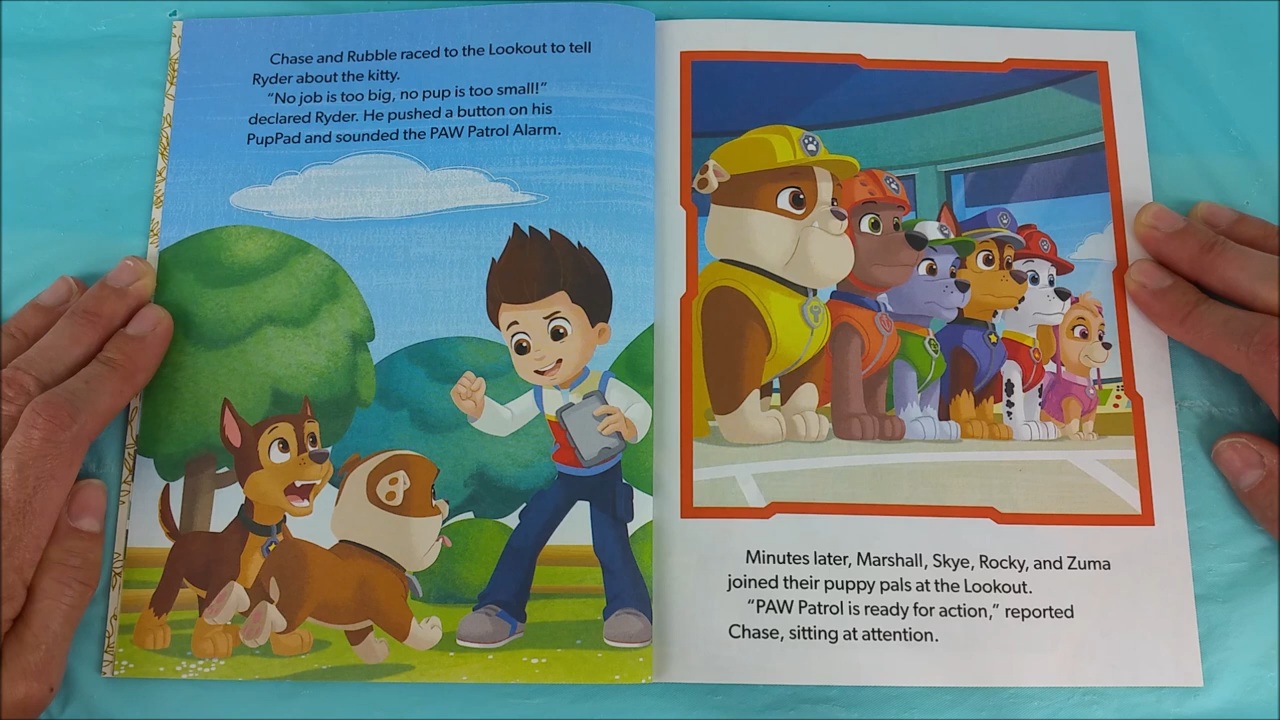 Chase and Rubble raced to the Lookout to tell
Ryder about the kitty.
“No job is too big, no pup is too small!”
declared Ryder. He pushed a button on his
PupPad and sounded the PAW Patrol Alarm.
Minutes later, Marshall, Skye, Rocky, and Zuma
joined their puppy pals at the Lookout.
“PAW Patrol is ready for action,” reported
Chase, sitting at attention.